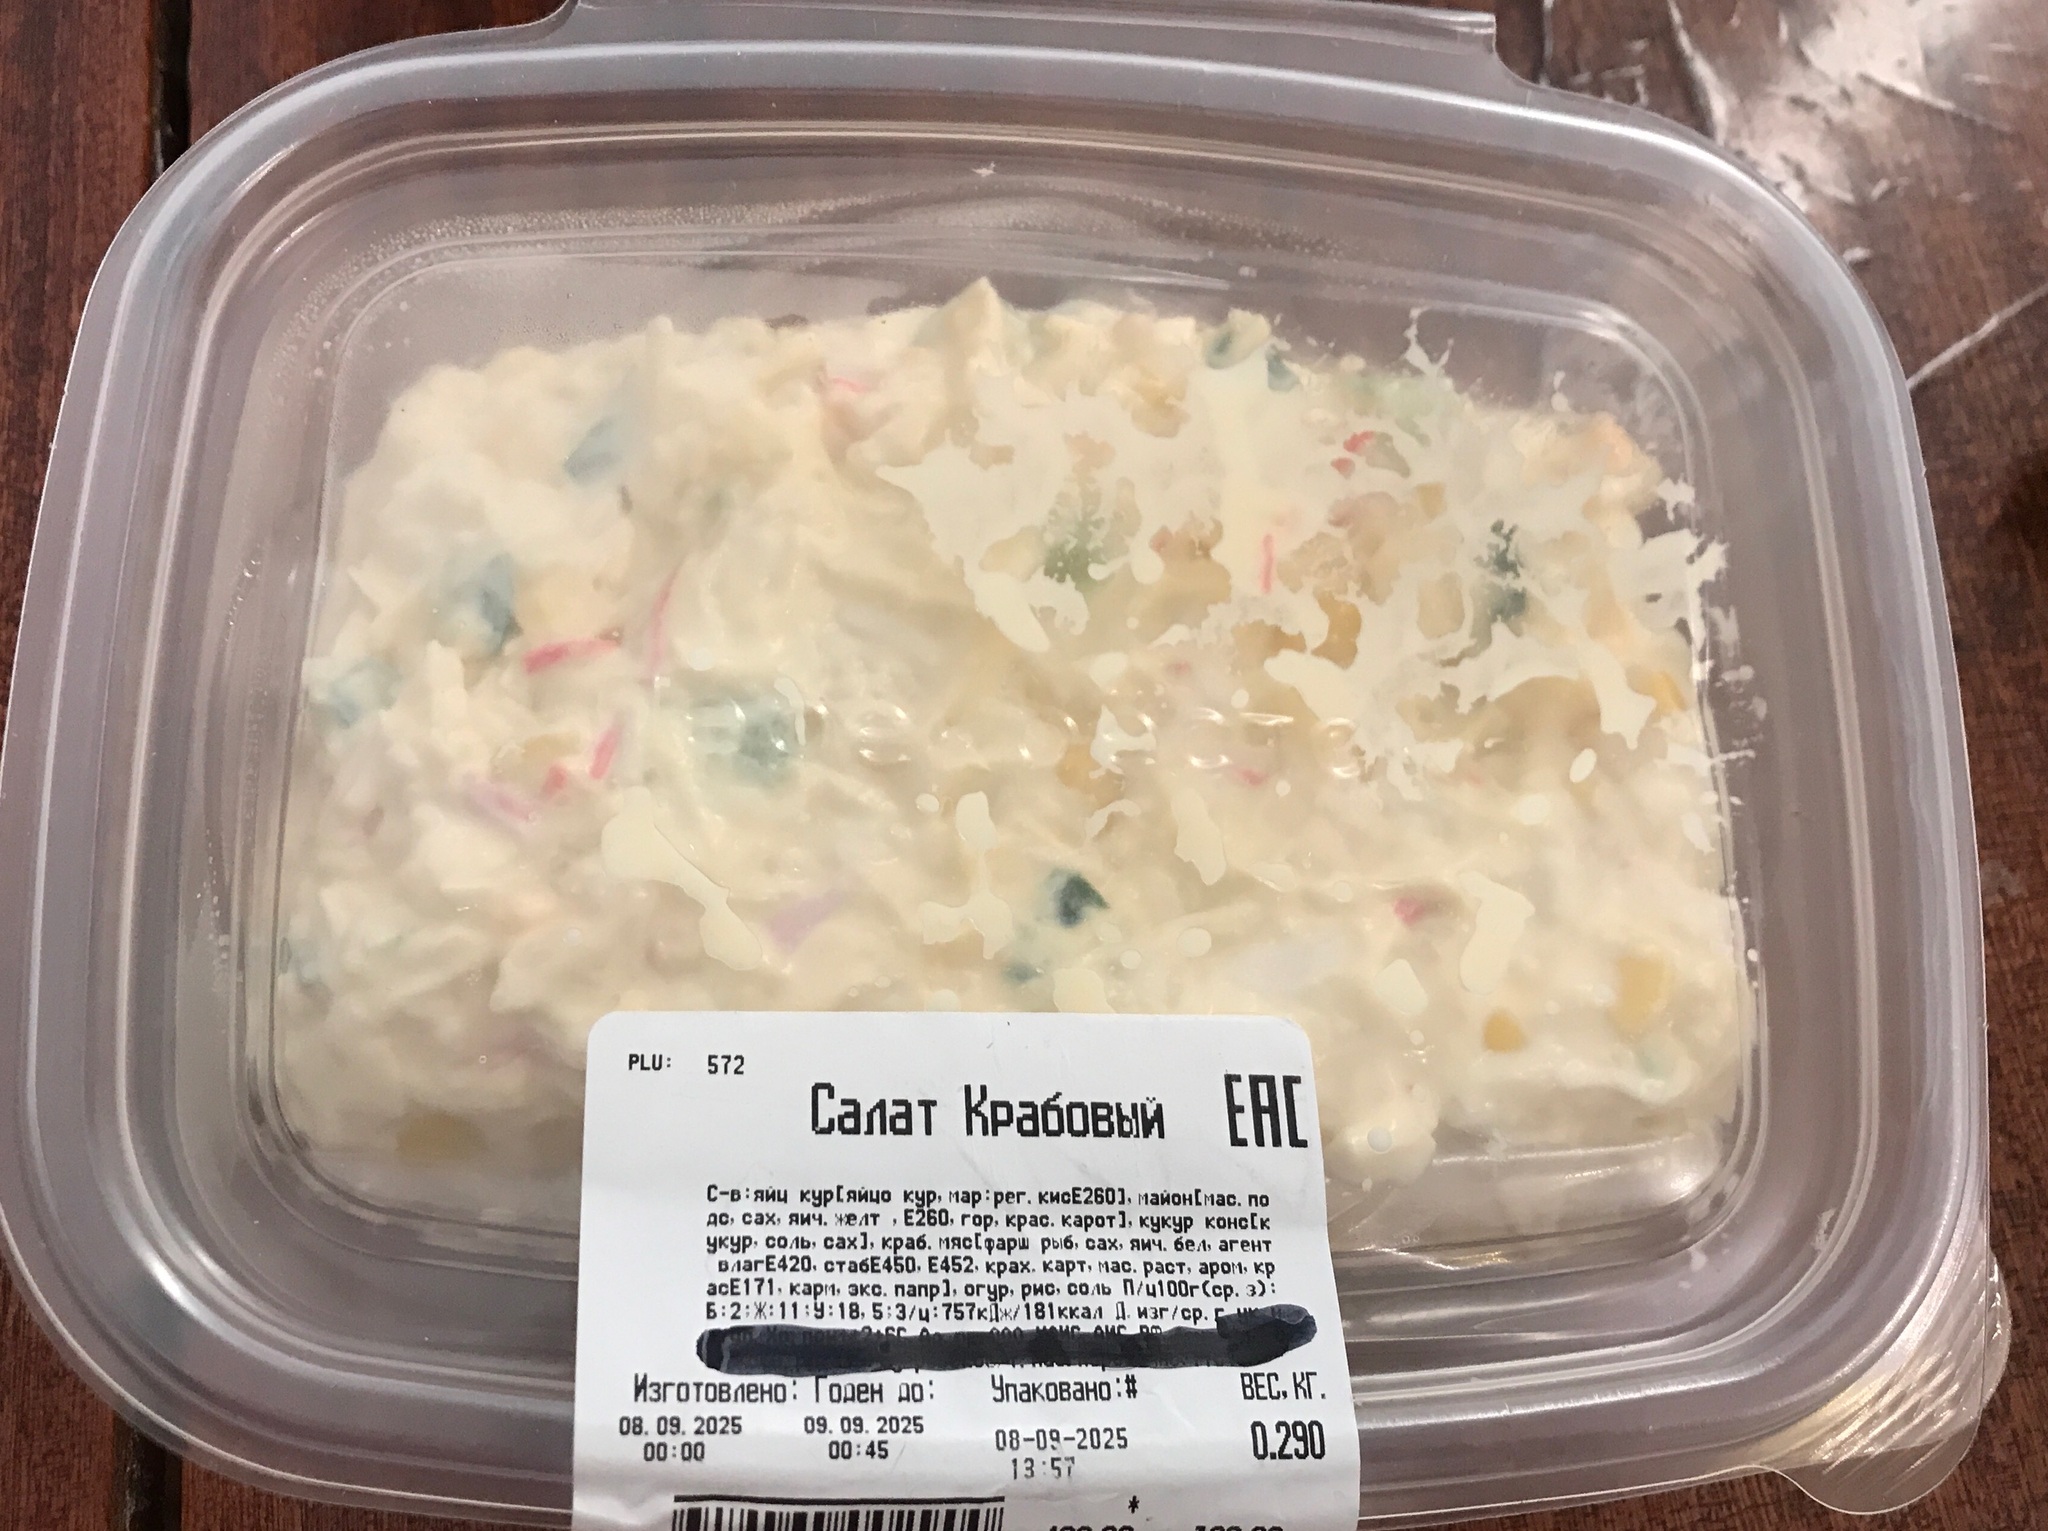 PLU: 572
Салат Крабовый ЕАС
С-в:яйц кур[яйцо кур, мар:рег. кисЕ260], майон[мас. по
дс, сах, яич. желт , Е260, гор, крас. карот], кукур конс[к
укур, соль, сах], краб. мяс[фарш рыб, сах, яич. бел, агент
влагЕ420, стабЕ450, Е452, крах. карт, мас. раст, аром, кр
асЕ171, карм, экс. папр], огур, рис, соль П/ц100г(ср. з):
Б:2;Ж:11:У:18, 5:З/ц:757кДж/181ккал Д. изг/ср.
Изготовлено: Годен до: Упаковано:# ВЕС, КГ.
08. 09. 2025 09. 09. 2025 08-09-2025 0.290
00:00 00:45 13:57
*